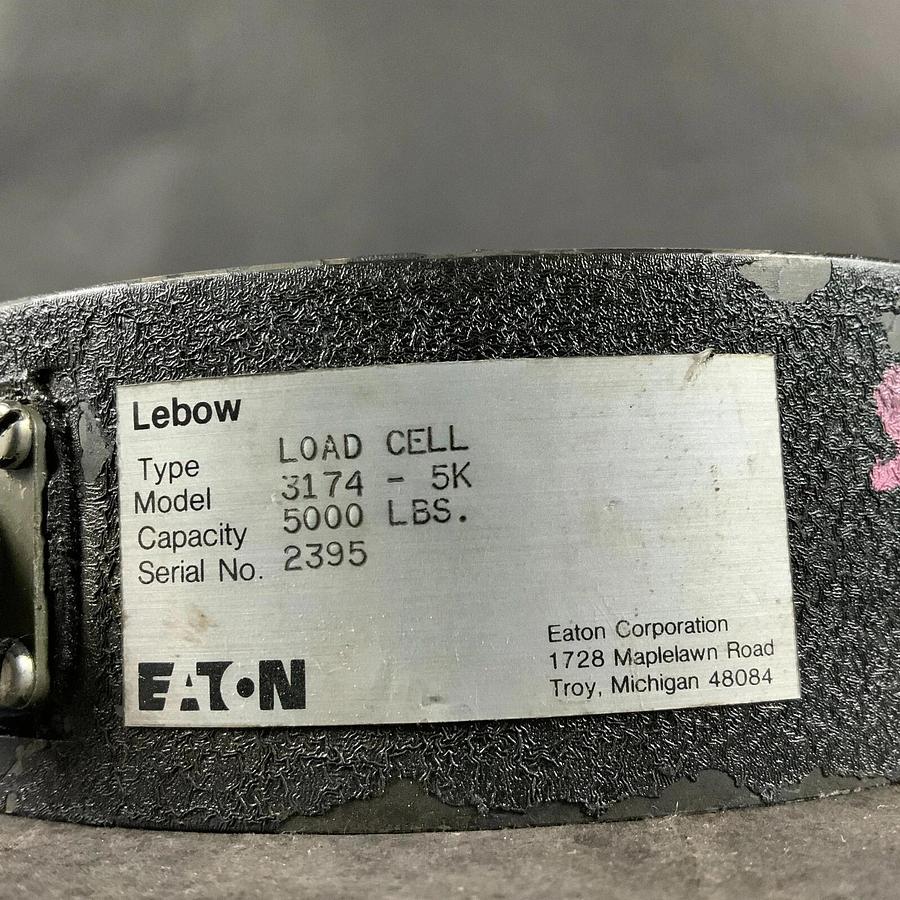 Lebow
Type LOAD CELL
Model 3174 - 5K
Capacity 5000 LBS.
Serial No. 2395
EATON
Eaton Corporation
1728 Maplelawn Road
Troy, Michigan 48084